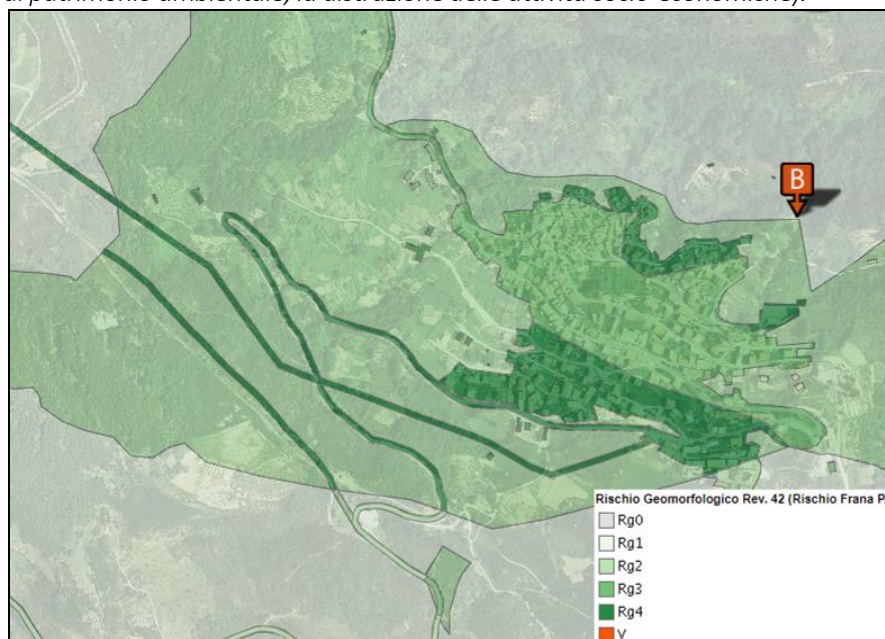 al patrimonio ambientale, la distruzione delle attività socio-economiche).
B
Rischio Geomorfologico Rev. 42 (Rischio Frana P
Rg0
Rg1
Rg2
Rg3
Rg4
V